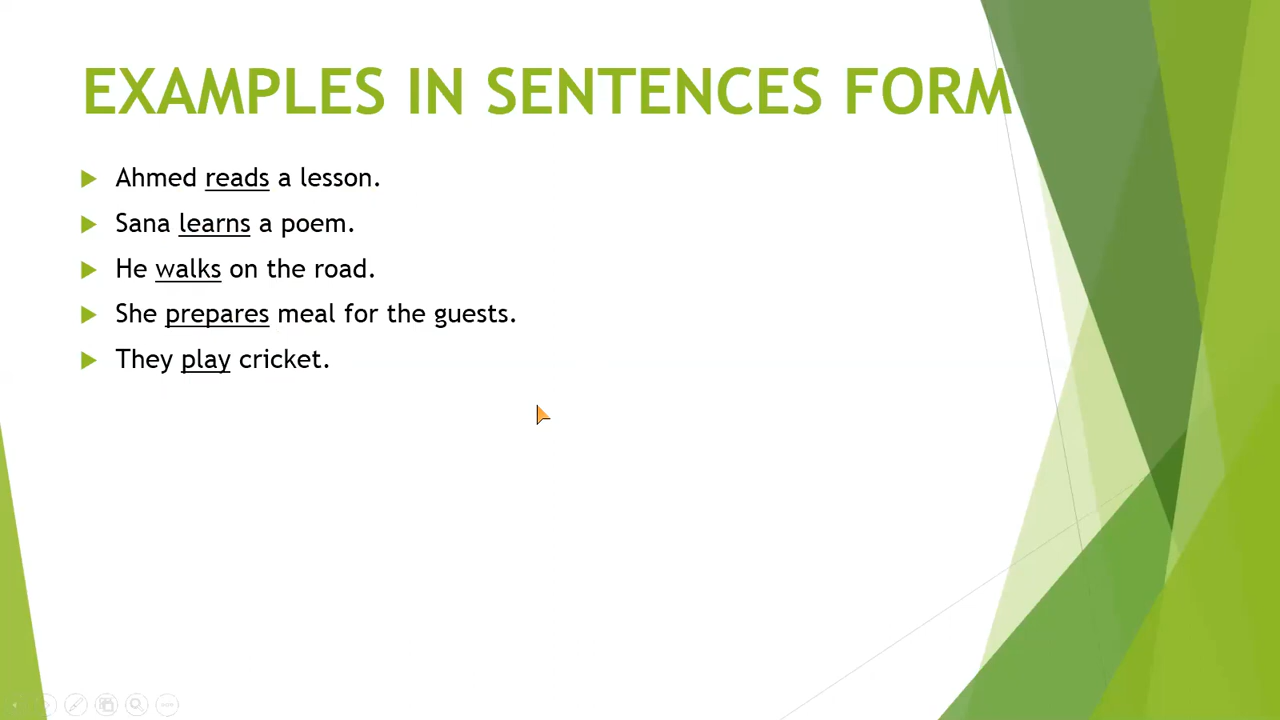 EXAMPLES IN SENTENCES FORM
Ahmed reads a lesson.
Sana learns a poem.
He walks on the road.
She prepares meal for the guests.
They play cricket.